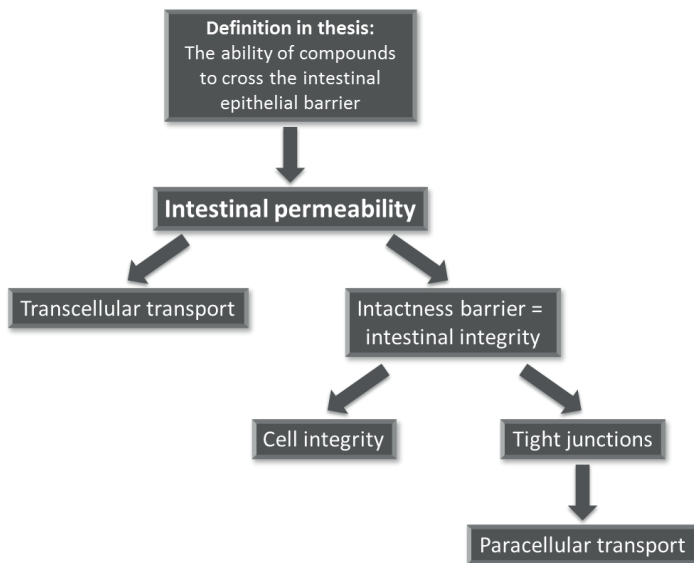 Definition in thesis:
The ability of compounds
to cross the intestinal
epithelial barrier
Intestinal permeability
Transcellular transport
Intactness barrier =
intestinal integrity
Cell integrity
Tight junctions
Paracellular transport